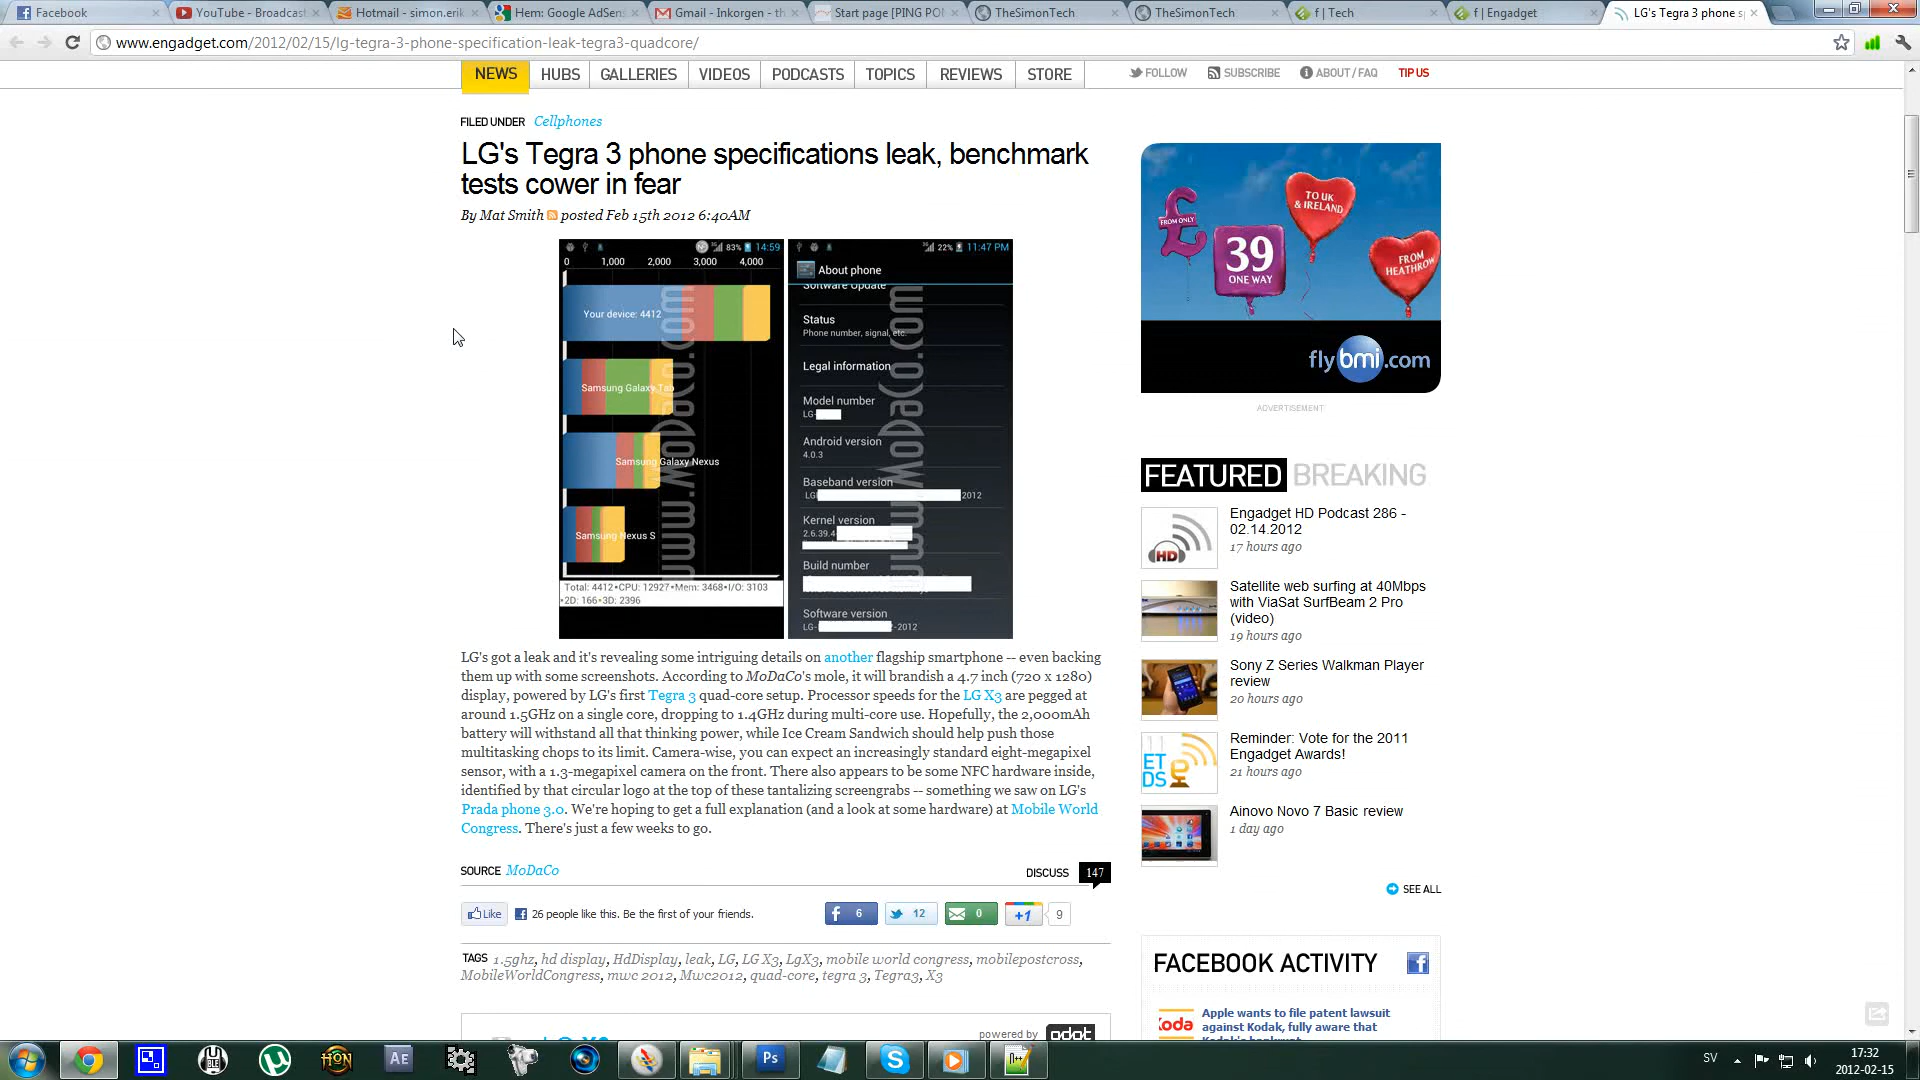 Facebook
YouTube - Broadcast
Hotmail - simon.erik
Hem: Google AdSens
Gmail - Inkorgen - th
Start page [PING PO
TheSimonTech
TheSimonTech
f | Tech
f | Engadget
LG's Tegra 3 phone s
www.engadget.com/2012/02/15/lg-tegra-3-phone-specification-leak-tegra3-quadcore/
NEWS HUBS GALLERIES VIDEOS PODCASTS TOPICS REVIEWS STORE
FOLLOW SUBSCRIBE ABOUT / FAQ TIP US
FILED UNDER Cellphones
LG's Tegra 3 phone specifications leak, benchmark
tests cower in fear
By Mat Smith posted Feb 15th 2012 6:40AM
83% 14:59
0 1,000 2,000 3,000 4,000
Your device: 4412
Samsung Galaxy Tab
Samsung Galaxy Nexus
Samsung Nexus S
Total: 4412•CPU: 12927•Mem: 3468•I/O: 3103
•2D: 166•3D: 2396
www.MoDaCo.com
22% 11:47 PM
About phone
Software Update
Status
Phone number, signal, etc.
Legal information
Model number
LG-
Android version
4.0.3
Baseband version
2012
Kernel version
2.6.39.4
Build number
Software version
LG- -2012
www.MoDaCo.com
LG's got a leak and it's revealing some intriguing details on another flagship smartphone -- even backing
them up with some screenshots. According to MoDaCo's mole, it will brandish a 4.7 inch (720 x 1280)
display, powered by LG's first Tegra 3 quad-core setup. Processor speeds for the LG X3 are pegged at
around 1.5GHz on a single core, dropping to 1.4GHz during multi-core use. Hopefully, the 2,000mAh
battery will withstand all that thinking power, while Ice Cream Sandwich should help push those
multitasking chops to its limit. Camera-wise, you can expect an increasingly standard eight-megapixel
sensor, with a 1.3-megapixel camera on the front. There also appears to be some NFC hardware inside,
identified by that circular logo at the top of these tantalizing screengrabs -- something we saw on LG's
Prada phone 3.0. We're hoping to get a full explanation (and a look at some hardware) at Mobile World
Congress. There's just a few weeks to go.
SOURCE MoDaCo
DISCUSS 147
Like 26 people like this. Be the first of your friends.
6 12 0 +1 9
TAGS 1.5ghz, hd display, HdDisplay, leak, LG, LG X3, LgX3, mobile world congress, mobilepostcross,
MobileWorldCongress, mwc 2012, Mwc2012, quad-core, tegra 3, Tegra3, X3
powered by gdgt
FROM ONLY
£
39
ONE WAY
TO UK
& IRELAND
FROM
HEATHROW
flybmi.com
ADVERTISEMENT
FEATURED BREAKING
HD
Engadget HD Podcast 286 -
02.14.2012
17 hours ago
Satellite web surfing at 40Mbps
with ViaSat SurfBeam 2 Pro
(video)
19 hours ago
Sony Z Series Walkman Player
review
20 hours ago
ET
DS
Reminder: Vote for the 2011
Engadget Awards!
21 hours ago
Ainovo Novo 7 Basic review
1 day ago
SEE ALL
FACEBOOK ACTIVITY
Apple wants to file patent lawsuit
against Kodak, fully aware that
Kodak's bankrupt
HON
Ae
Ps
SV
17:32
2012-02-15